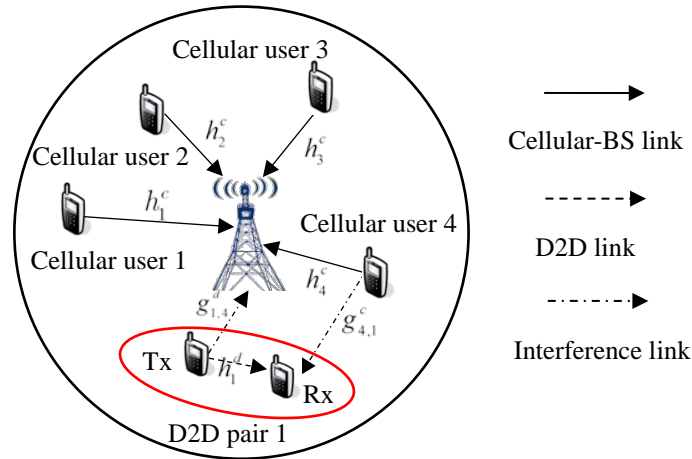 Cellular user 3
h_2^c
h_3^c
Cellular user 2
h_1^c
Cellular user 4
Cellular user 1
h_4^c
g_{1,4}^d
g_{4,1}^c
Tx
h_1^d
Rx
D2D pair 1
Cellular-BS link
D2D link
Interference link